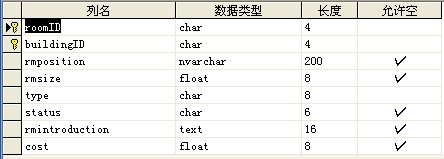 列名 数据类型 长度 允许空
roomID char 4
buildingID char 4
rmposition nvarchar 200 ✓
rmsize float 8 ✓
type char 8
status char 6 ✓
rmintroduction text 16 ✓
cost float 8 ✓